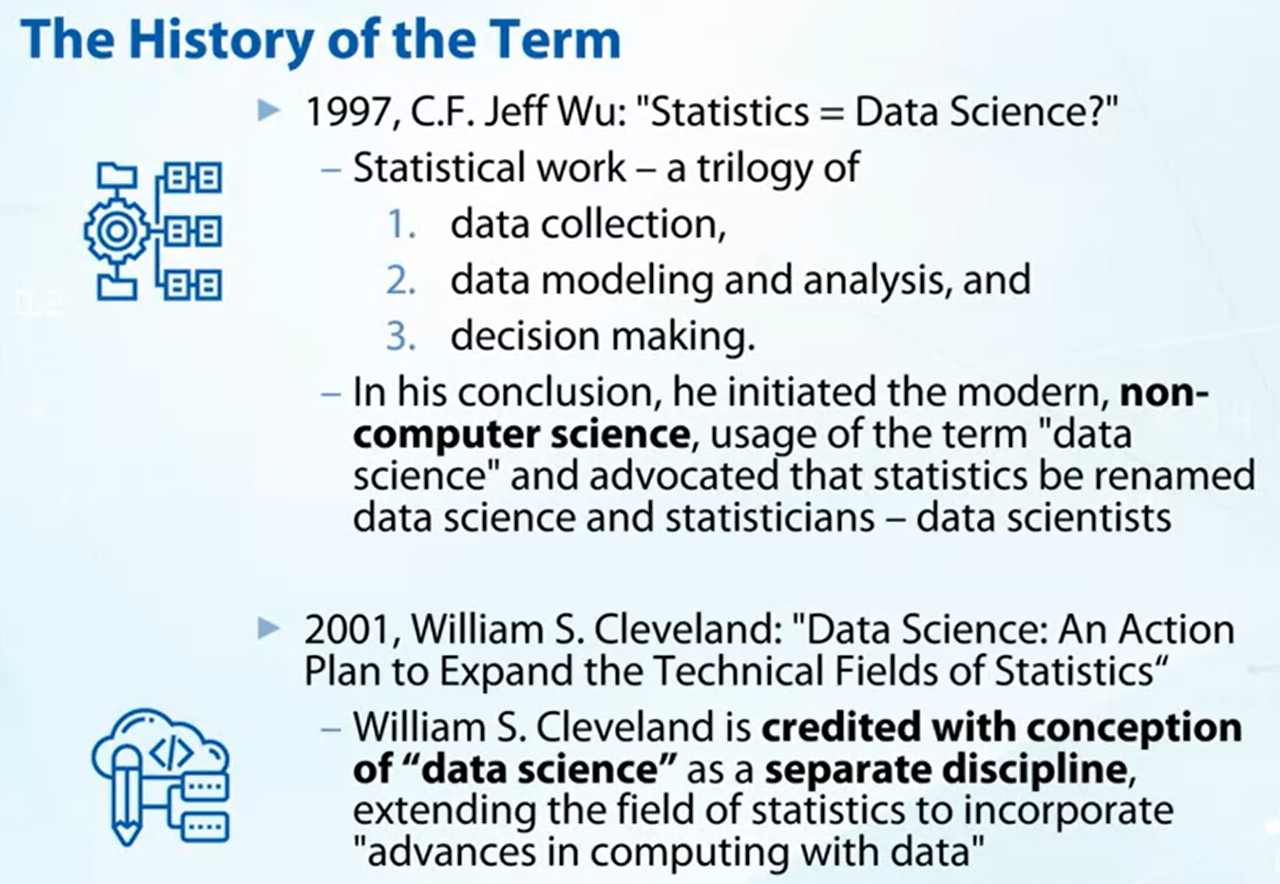 The History of the Term
▶ 1997, C.F. Jeff Wu: "Statistics = Data Science?"
– Statistical work – a trilogy of
1. data collection,
2. data modeling and analysis, and
3. decision making.
– In his conclusion, he initiated the modern, non-
computer science, usage of the term "data
science" and advocated that statistics be renamed
data science and statisticians – data scientists
▶ 2001, William S. Cleveland: "Data Science: An Action
Plan to Expand the Technical Fields of Statistics“
– William S. Cleveland is credited with conception
of “data science” as a separate discipline,
extending the field of statistics to incorporate
"advances in computing with data"